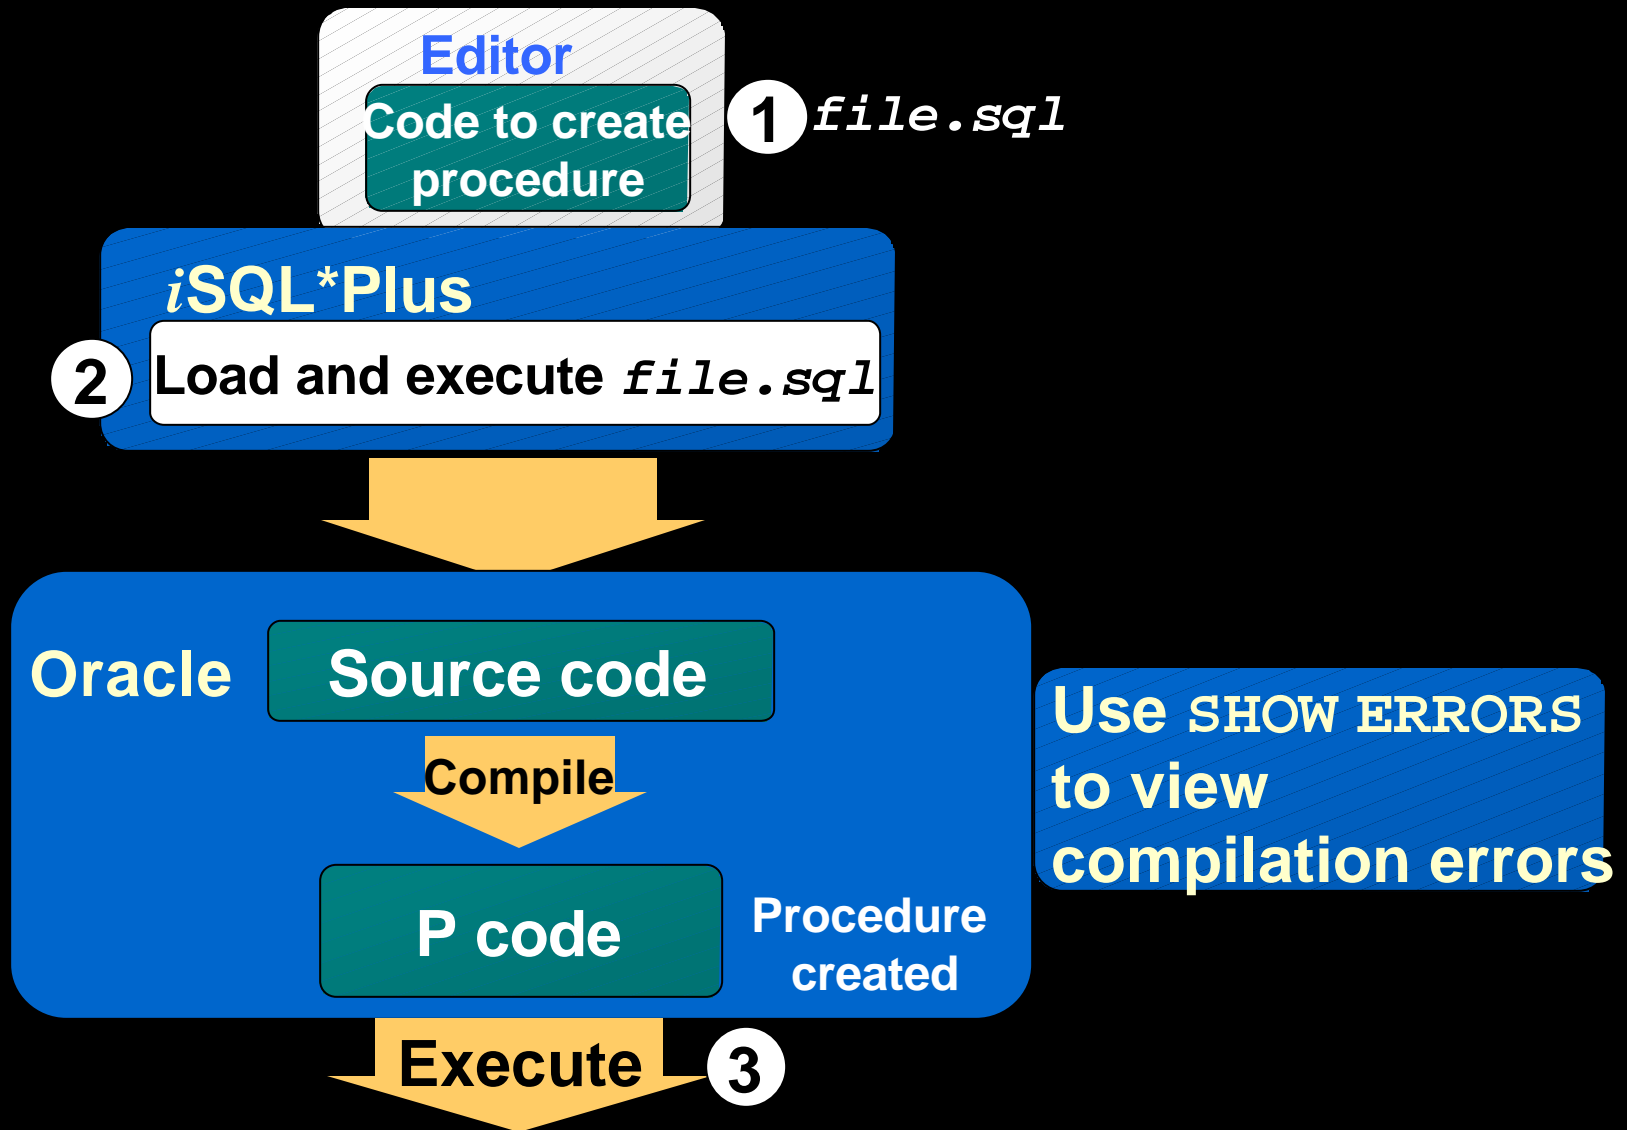 Editor
Code to create
procedure
1 file.sql
iSQL*Plus
2 Load and execute file.sql
Oracle
Source code
Compile
P code
Procedure
created
Use SHOW ERRORS
to view
compilation errors
Execute 3